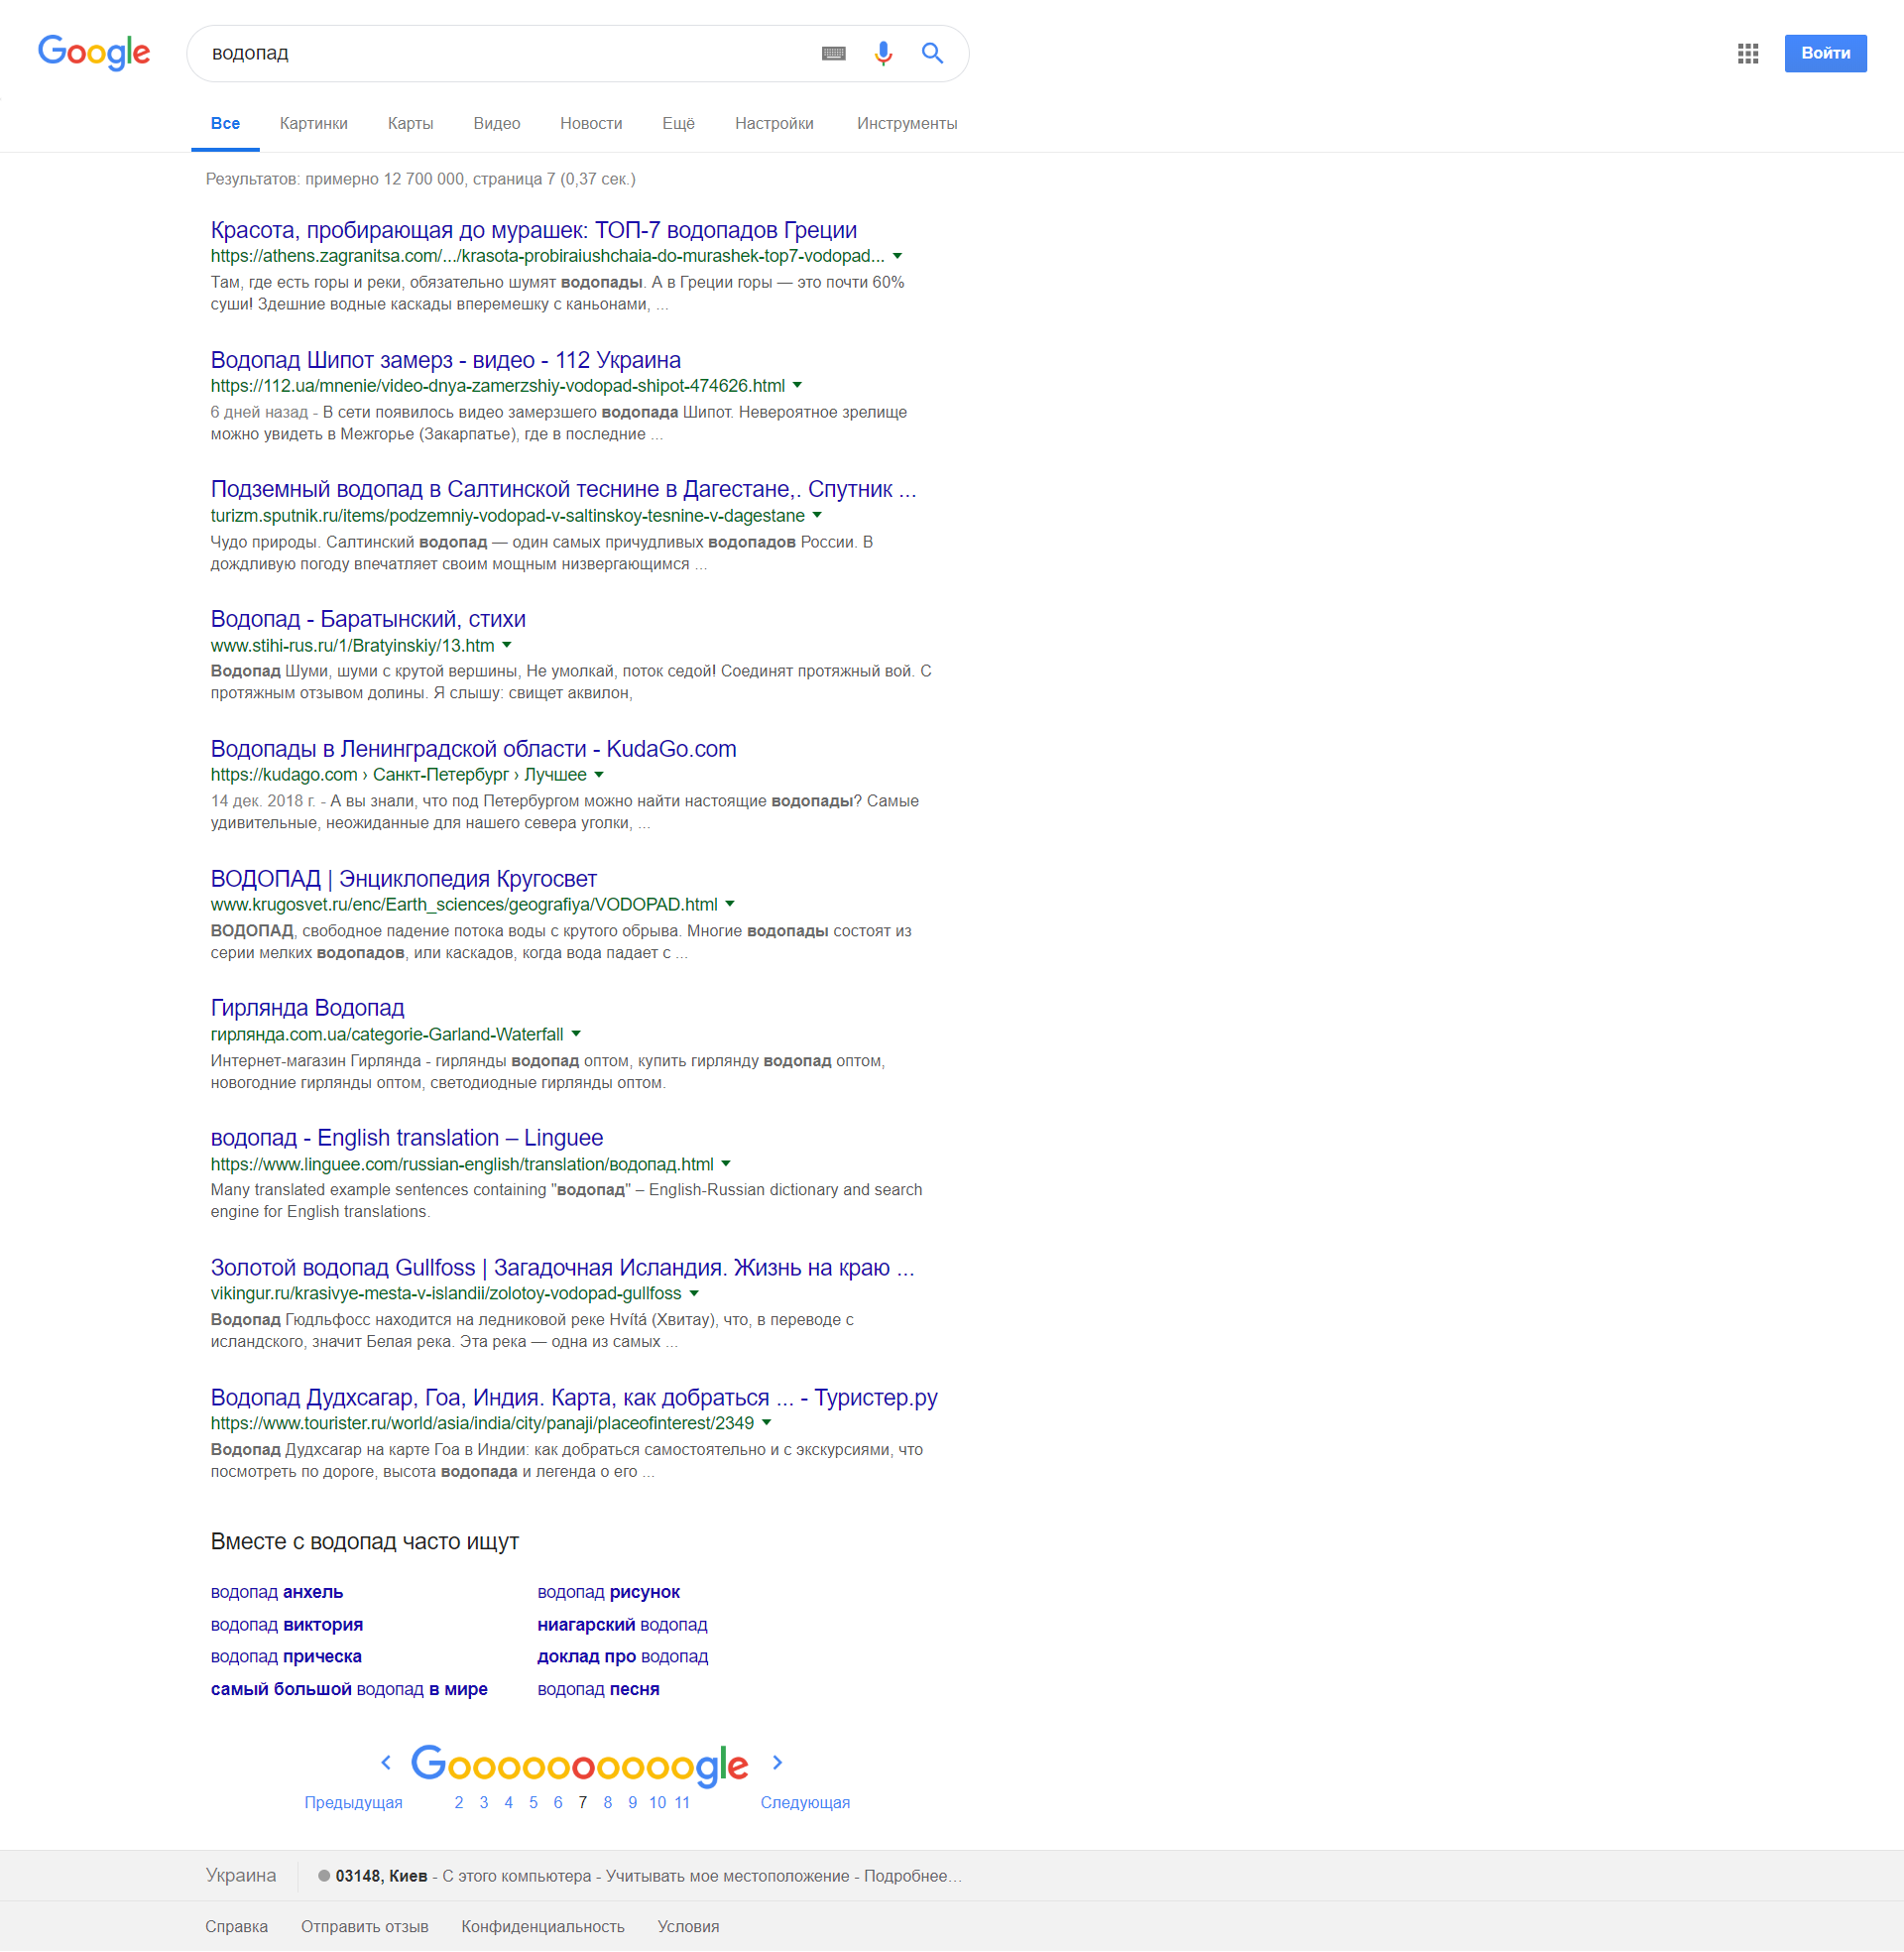 Google
водопад
Войти
Все Картинки Карты Видео Новости Ещё Настройки Инструменты
Результатов: примерно 12 700 000, страница 7 (0,37 сек.)
Красота, пробирающая до мурашек: ТОП-7 водопадов Греции
https://athens.zagranitsa.com/.../krasota-probiraiushchaia-do-murashek-top7-vodopad...
Там, где есть горы и реки, обязательно шумят водопады. А в Греции горы — это почти 60%
суши! Здешние водные каскады вперемешку с каньонами, ...
Водопад Шипот замерз - видео - 112 Украина
https://112.ua/mnenie/video-dnya-zamerzshiy-vodopad-shipot-474626.html
6 дней назад - В сети появилось видео замерзшего водопада Шипот. Невероятное зрелище
можно увидеть в Межгорье (Закарпатье), где в последние ...
Подземный водопад в Салтинской теснине в Дагестане,. Спутник ...
turizm.sputnik.ru/items/podzemniy-vodopad-v-saltinskoy-tesnine-v-dagestane
Чудо природы. Салтинский водопад — один самых причудливых водопадов России. В
дождливую погоду впечатляет своим мощным низвергающимся ...
Водопад - Баратынский, стихи
www.stihi-rus.ru/1/Bratyinskiy/13.htm
Водопад Шуми, шуми с крутой вершины, Не умолкай, поток седой! Соединят протяжный вой. С
протяжным отзывом долины. Я слышу: свищет аквилон,
Водопады в Ленинградской области - KudaGo.com
https://kudago.com › Санкт-Петербург › Лучшее
14 дек. 2018 г. - А вы знали, что под Петербургом можно найти настоящие водопады? Самые
удивительные, неожиданные для нашего севера уголки, ...
ВОДОПАД | Энциклопедия Кругосвет
www.krugosvet.ru/enc/Earth_sciences/geografiya/VODOPAD.html
ВОДОПАД, свободное падение потока воды с крутого обрыва. Многие водопады состоят из
серии мелких водопадов, или каскадов, когда вода падает с ...
Гирлянда Водопад
гирлянда.com.ua/categorie-Garland-Waterfall
Интернет-магазин Гирлянда - гирлянды водопад оптом, купить гирлянду водопад оптом,
новогодние гирлянды оптом, светодиодные гирлянды оптом.
водопад - English translation – Linguee
https://www.linguee.com/russian-english/translation/водопад.html
Many translated example sentences containing "водопад" – English-Russian dictionary and search
engine for English translations.
Золотой водопад Gullfoss | Загадочная Исландия. Жизнь на краю ...
vikingur.ru/krasivye-mesta-v-islandii/zolotoy-vodopad-gullfoss
Водопад Гюдльфосс находится на ледниковой реке Hvítá (Хвитау), что, в переводе с
исландского, значит Белая река. Эта река — одна из самых ...
Водопад Дудхсагар, Гоа, Индия. Карта, как добраться ... - Туристер.ру
https://www.tourister.ru/world/asia/india/city/panaji/placeofinterest/2349
Водопад Дудхсагар на карте Гоа в Индии: как добраться самостоятельно и с экскурсиями, что
посмотреть по дороге, высота водопада и легенда о его ...
Вместе с водопад часто ищут
водопад анхель водопад рисунок
водопад виктория ниагарский водопад
водопад прическа доклад про водопад
самый большой водопад в мире водопад песня
Goooooooooogle
Предыдущая 2 3 4 5 6 7 8 9 10 11 Следующая
Украина 03148, Киев - С этого компьютера - Учитывать мое местоположение - Подробнее…
Справка Отправить отзыв Конфиденциальность Условия